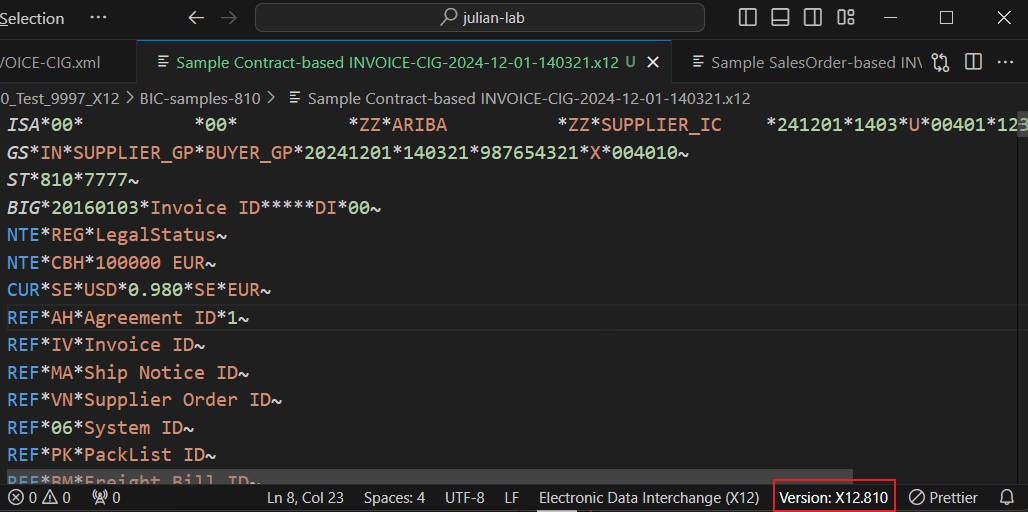 Selection ··· julian-lab
VOICE-CIG.xml Sample Contract-based INVOICE-CIG-2024-12-01-140321.x12 U Sample SalesOrder-based INV ···
0_Test_9997_X12 > BIC-samples-810 > Sample Contract-based INVOICE-CIG-2024-12-01-140321.x12
ISA*00*          *00*          *ZZ*ARIBA          *ZZ*SUPPLIER_IC    *241201*1403*U*00401*123
GS*IN*SUPPLIER_GP*BUYER_GP*20241201*140321*987654321*X*004010~
ST*810*7777~
BIG*20160103*Invoice ID*****DI*00~
NTE*REG*LegalStatus~
NTE*CBH*100000 EUR~
CUR*SE*USD*0.980*SE*EUR~
REF*AH*Agreement ID*1~
REF*IV*Invoice ID~
REF*MA*Ship Notice ID~
REF*VN*Supplier Order ID~
REF*06*System ID~
REF*PK*PackList ID~
REF*BM*Freight Bill ID~
0 0 0 Ln 8, Col 23 Spaces: 4 UTF-8 LF Electronic Data Interchange (X12) Version: X12.810 Prettier